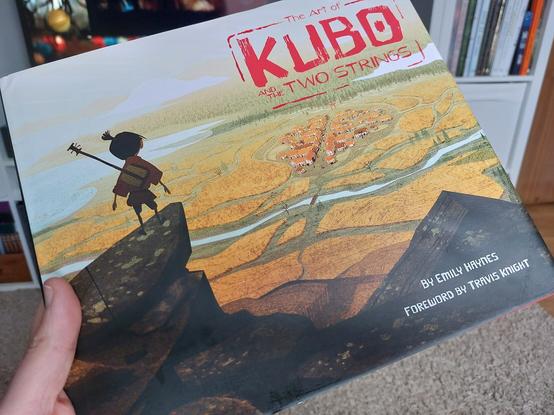 The Art of
KUBO
AND THE TWO STRINGS
BY EMILY HAYNES
FOREWORD BY TRAVIS KNIGHT